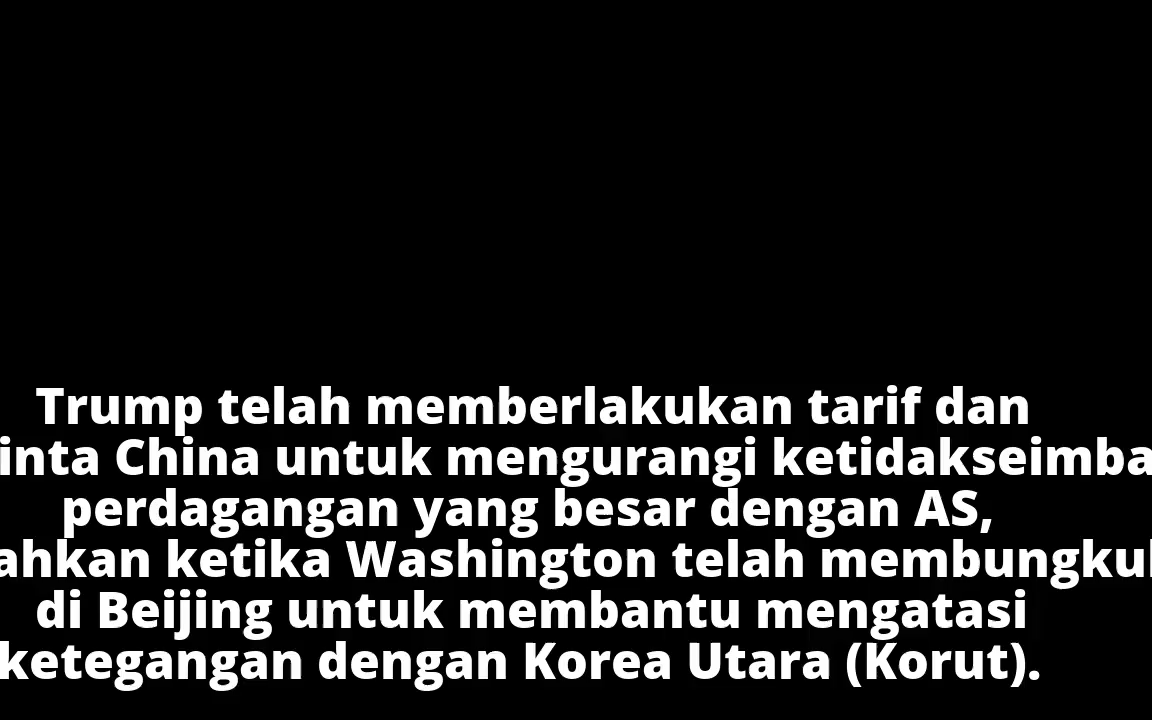 Trump telah memberlakukan tarif dan
inta China untuk mengurangi ketidakseimba
perdagangan yang besar dengan AS,
ahkan ketika Washington telah membungku
di Beijing untuk membantu mengatasi
ketegangan dengan Korea Utara (Korut).